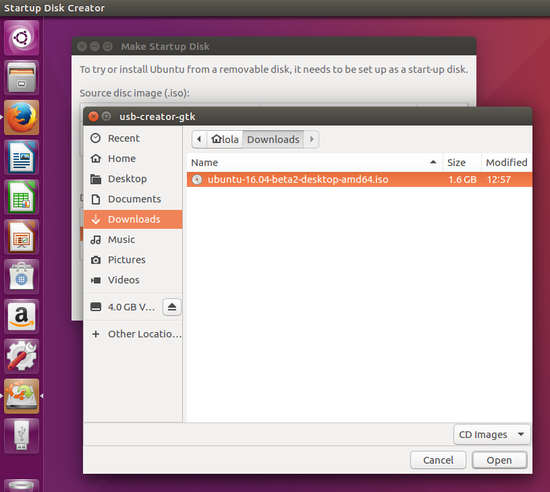 Startup Disk Creator
Make Startup Disk
To try or install Ubuntu from a removable disk, it needs to be set up as a start-up disk.
Source disc image (.iso):
usb-creator-gtk
Recent
Home
Desktop
Documents
Downloads
Music
Pictures
Videos
4.0 GB V...
Other Locatio...
lola
Downloads
Name
Size
Modified
ubuntu-16.04-beta2-desktop-amd64.iso
1.6 GB
12:57
CD Images
Cancel
Open